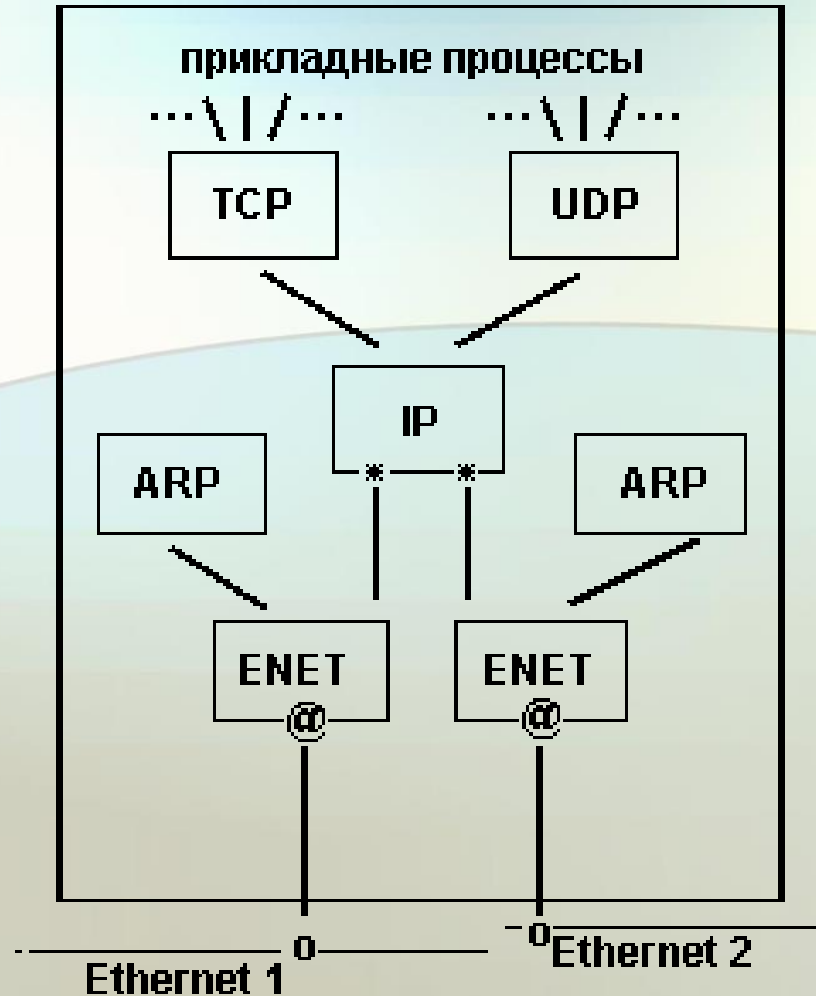 прикладные процессы
...\|/... ...\|/...
TCP UDP
IP
* *
ARP ARP
ENET ENET
@ @
o o
Ethernet 1 Ethernet 2